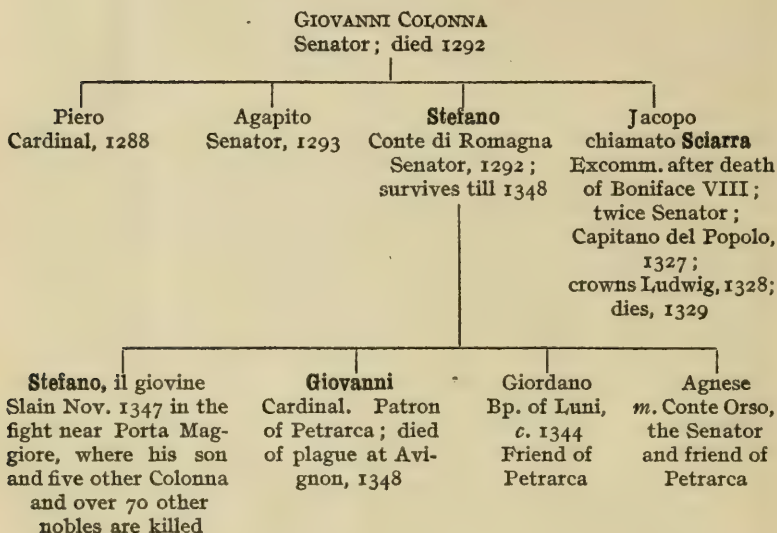 GIOVANNI COLONNA
Senator; died 1292
Piero
Cardinal, 1288
Agapito
Senator, 1293
Stefano
Conte di Romagna
Senator, 1292;
survives till 1348
Jacopo
chiamato Sciarra
Excomm. after death
of Boniface VIII;
twice Senator;
Capitano del Popolo,
1327;
crowns Ludwig, 1328;
dies, 1329
Stefano, il giovine
Slain Nov. 1347 in the
fight near Porta Mag-
giore, where his son
and five other Colonna
and over 70 other
nobles are killed
Giovanni
Cardinal. Patron
of Petrarca; died
of plague at Avi-
gnon, 1348
Giordano
Bp. of Luni,
c. 1344
Friend of
Petrarca
Agnese
m. Conte Orso,
the Senator
and friend of
Petrarca